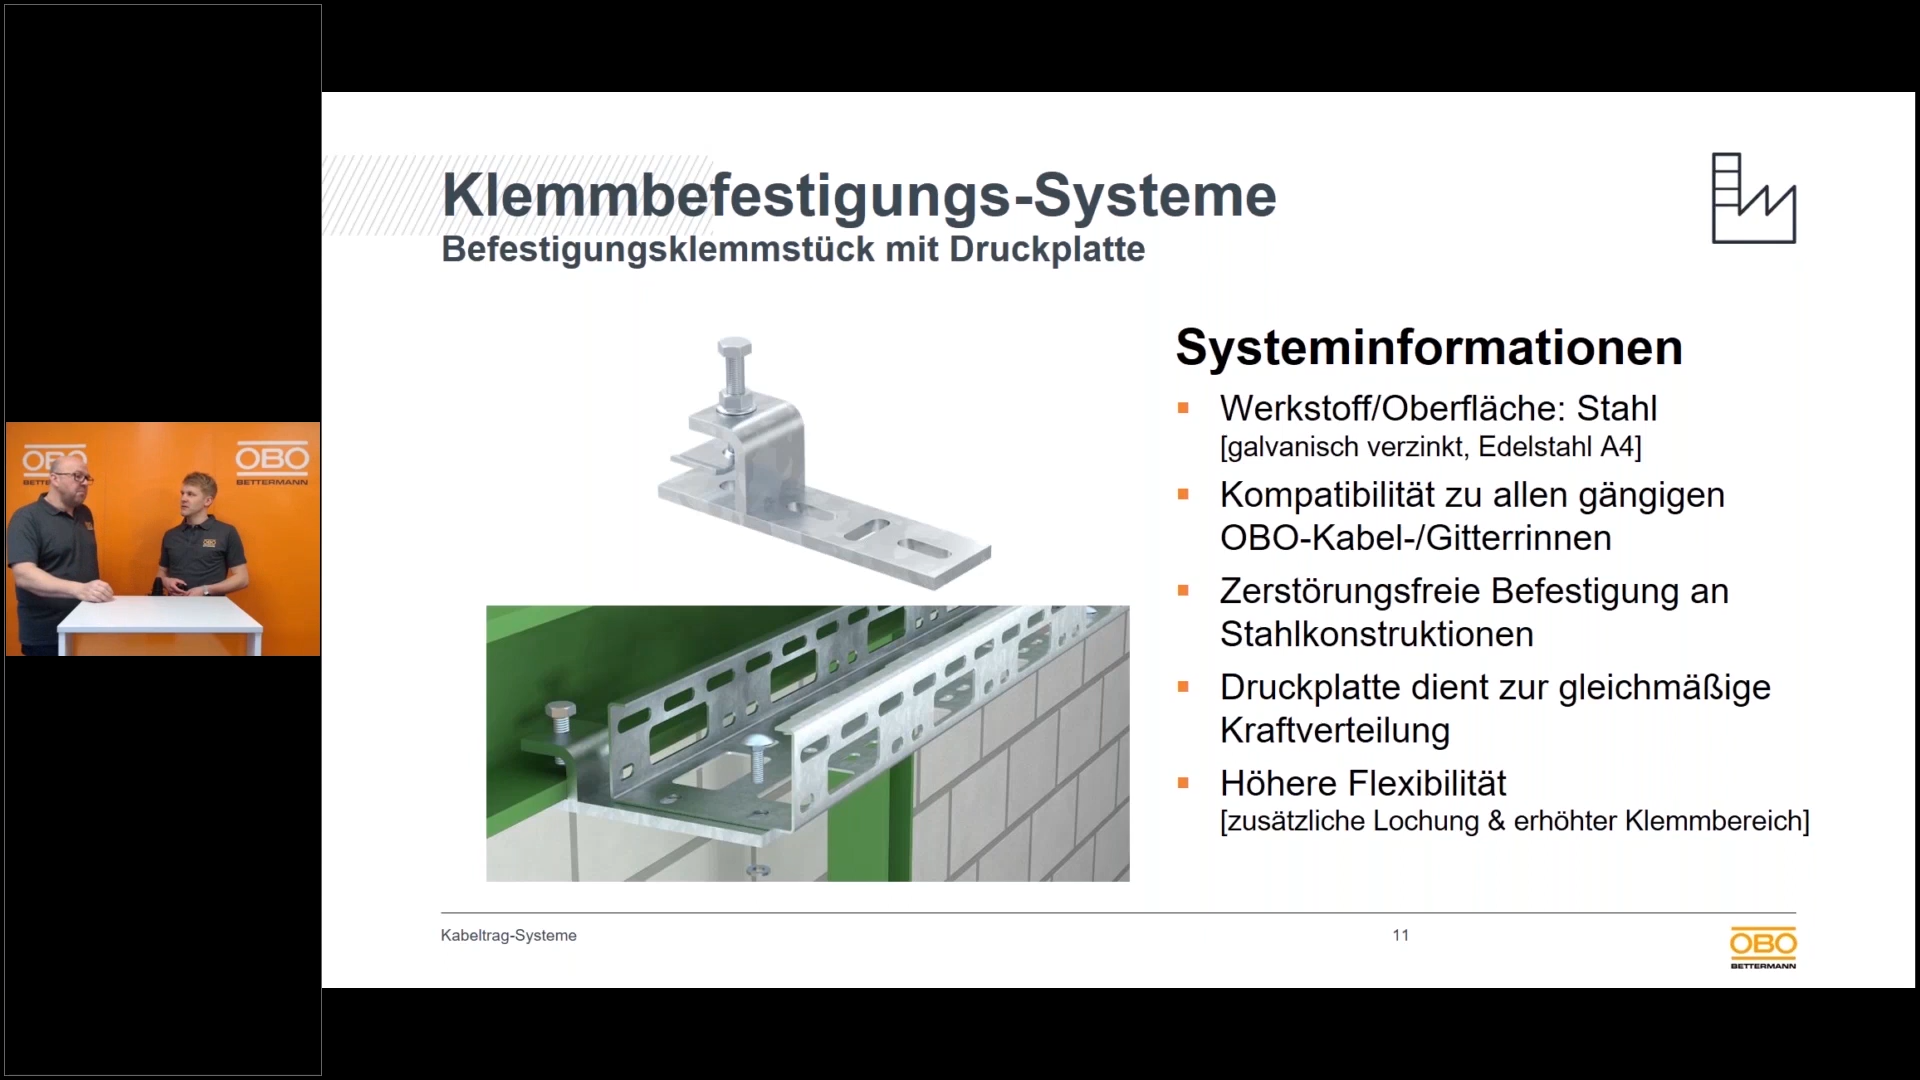 Klemmbefestigungs-Systeme
Befestigungsklemmstück mit Druckplatte
Systeminformationen
Werkstoff/Oberfläche: Stahl
[galvanisch verzinkt, Edelstahl A4]
Kompatibilität zu allen gängigen
OBO-Kabel-/Gitterrinnen
Zerstörungsfreie Befestigung an
Stahlkonstruktionen
Druckplatte dient zur gleichmäßige
Kraftverteilung
Höhere Flexibilität
[zusätzliche Lochung & erhöhter Klemmbereich]
Kabeltrag-Systeme
11
OBO
BETTERMANN
OBO
BETTERMANN
OBO